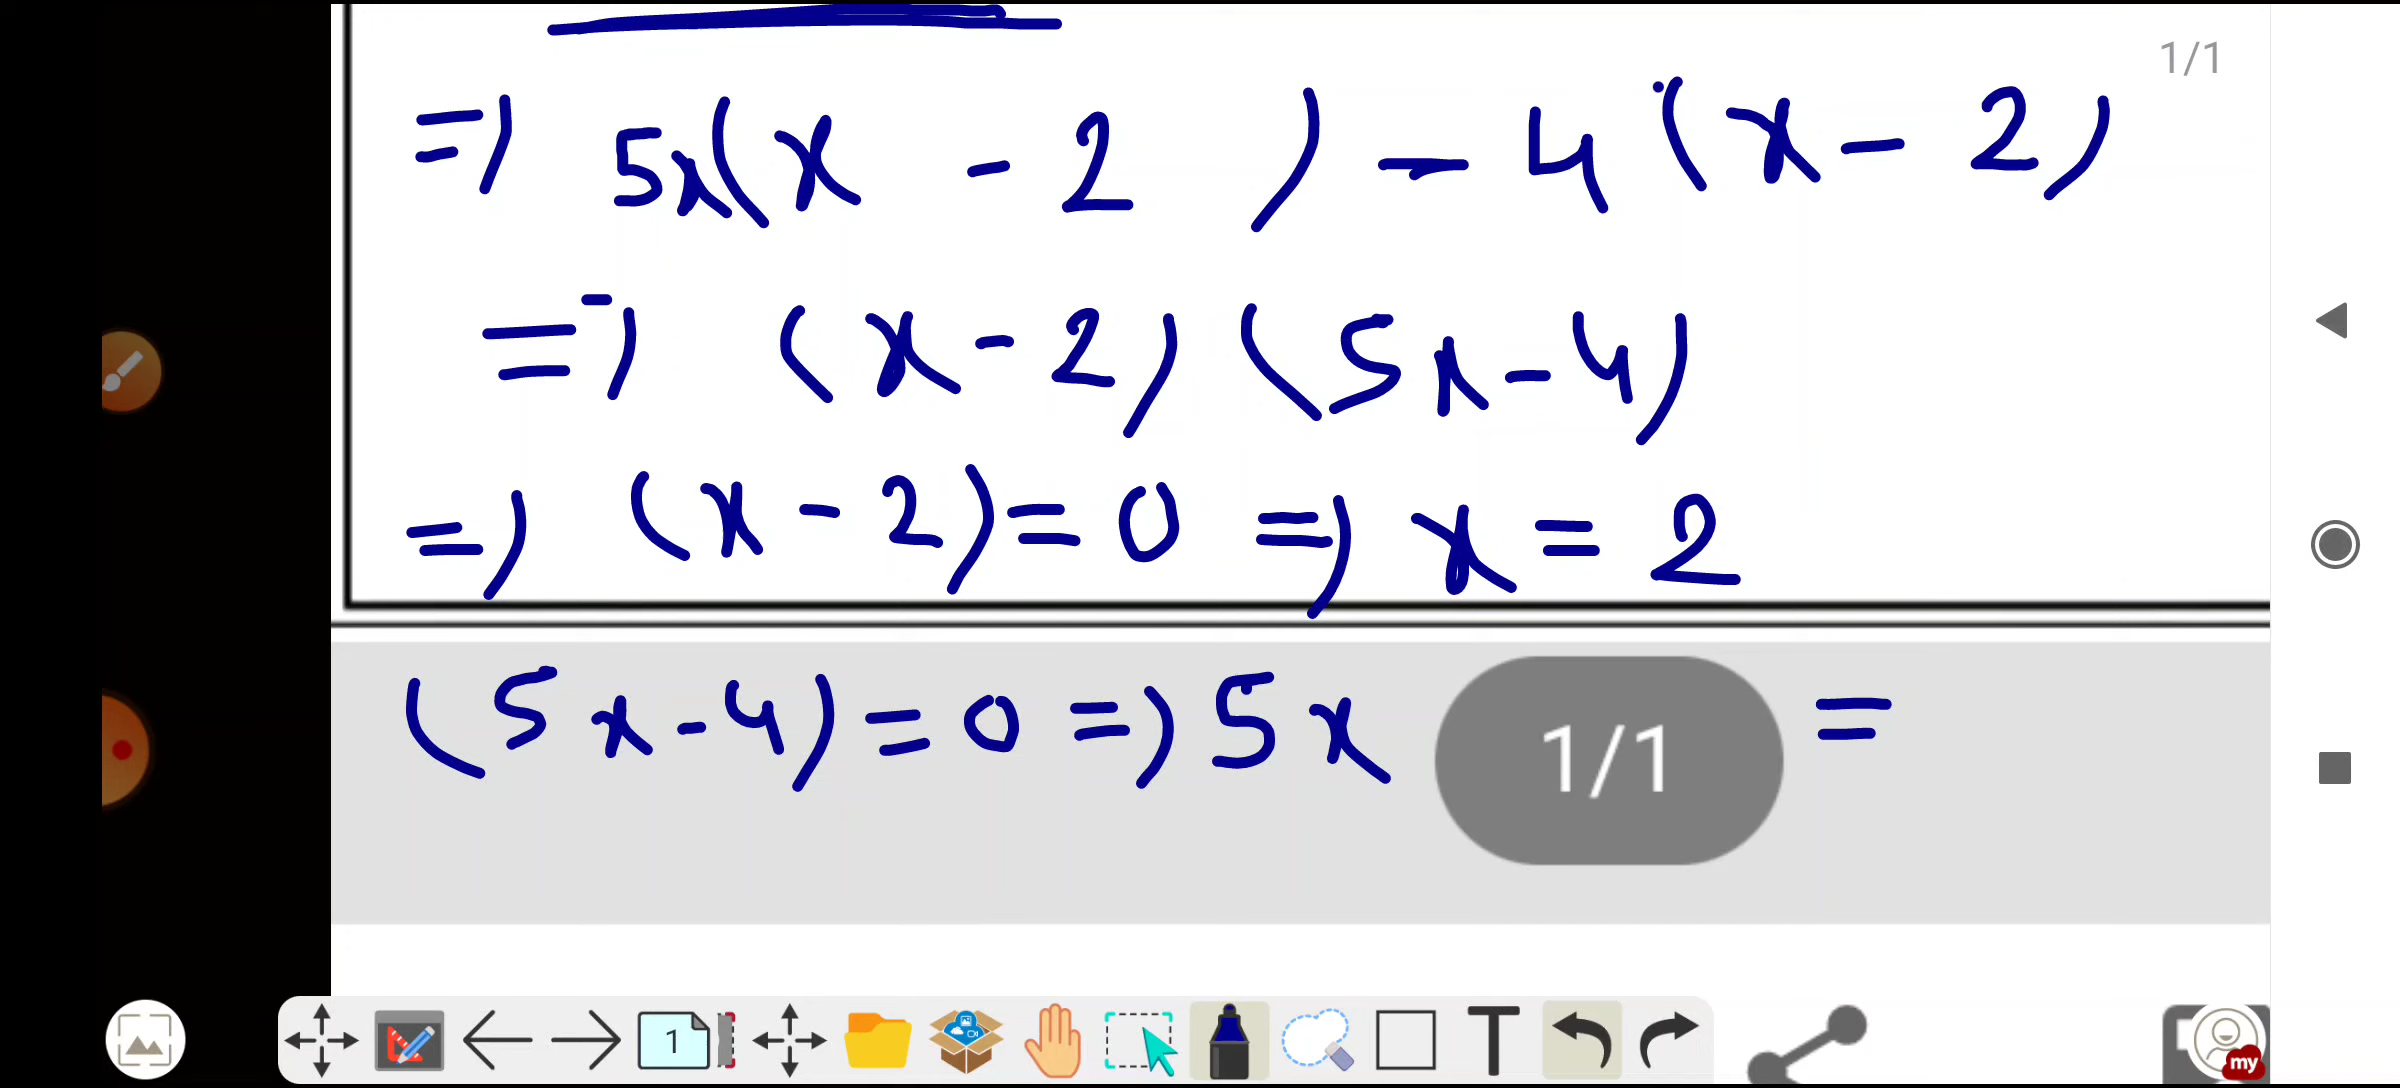 1/1
=) 5x(x - 2) - 4(x - 2)
=) (x - 2)(5x - 4)
=) (x - 2) = 0 =) x = 2
(5x - 4) = 0 =) 5x =
1/1
1 T
my